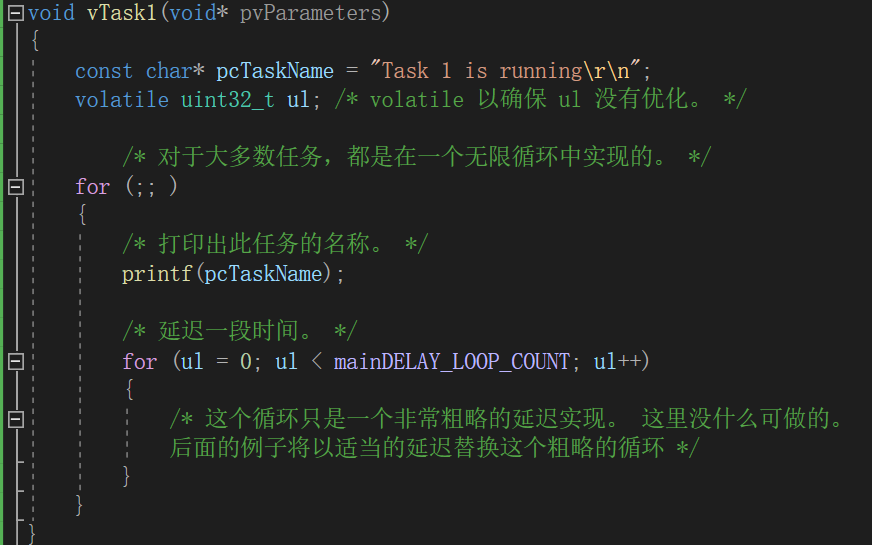 void vTask1(void* pvParameters)
{
const char* pcTaskName = "Task 1 is running\r\n";
volatile uint32_t ul; /* volatile 以确保 ul 没有优化。 */
/* 对于大多数任务，都是在一个无限循环中实现的。 */
for (;; )
{
/* 打印出此任务的名称。 */
printf(pcTaskName);
/* 延迟一段时间。 */
for (ul = 0; ul < mainDELAY_LOOP_COUNT; ul++)
{
/* 这个循环只是一个非常粗略的延迟实现。 这里没什么可做的。
后面的例子将以适当的延迟替换这个粗略的循环 */
}
}
}